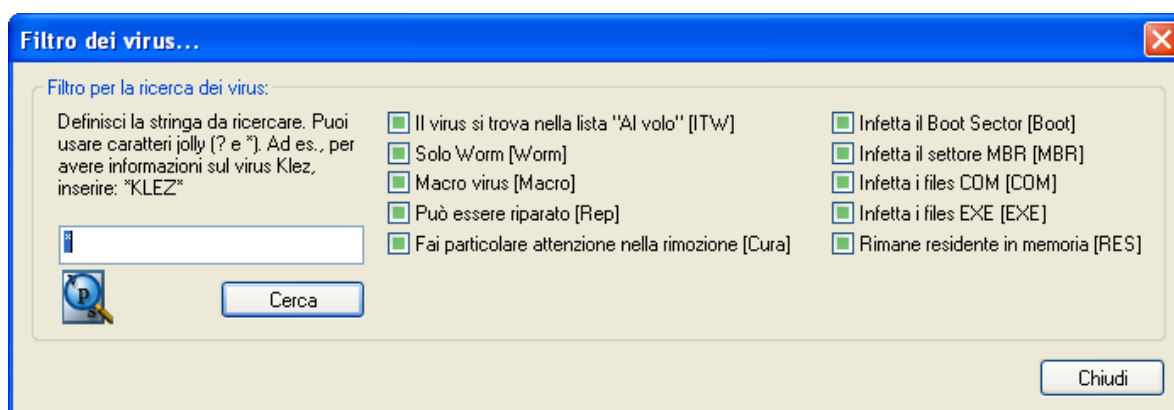 Filtro dei virus...
Filtro per la ricerca dei virus:
Definisci la stringa da ricercare. Puoi
usare caratteri jolly (? e *). Ad es., per
avere informazioni sul virus Klez,
inserire: *KLEZ*
*
Cerca
Il virus si trova nella lista "Al volo" [ITW]
Solo Worm [Worm]
Macro virus [Macro]
Può essere riparato [Rep]
Fai particolare attenzione nella rimozione [Cura]
Infetta il Boot Sector [Boot]
Infetta il settore MBR [MBR]
Infetta i files COM [COM]
Infetta i files EXE [EXE]
Rimane residente in memoria [RES]
Chiudi